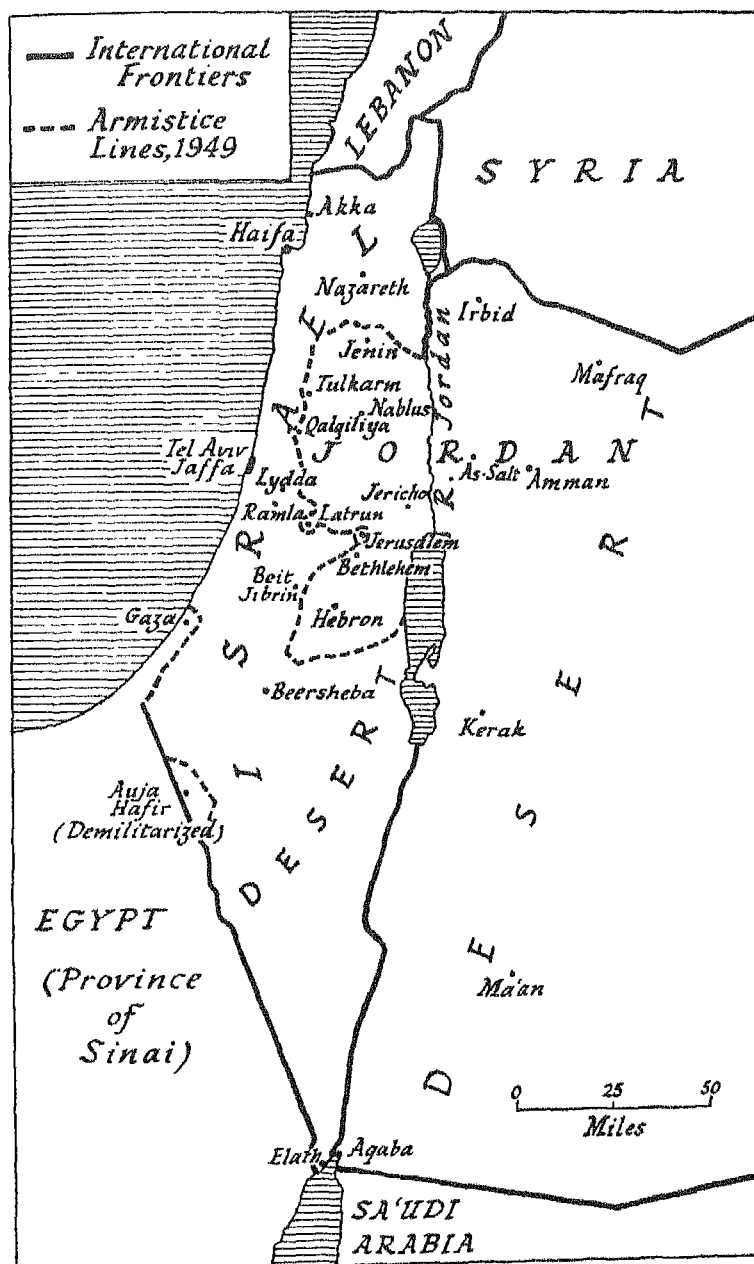 International
Frontiers
Armistice
Lines, 1949
LEBANON
SYRIA
Akka
Haifa
Nazareth
Irbid
Jordan
Jenin
Mafraq
Tulkarm
Nablus
Qalqiliya
ISRAEL
JORDAN
Tel Aviv
Jaffa
Lydda
As-Salt
Amman
Jericho
Ramla
Latrun
Jerusalem
Bethlehem
Beit
Jibrin
Gaza
Hebron
Beersheba
Kerak
DESERT
DESERT
Auja
Hafir
(Demilitarized)
EGYPT
(Province
of
Sinai)
Ma'an
0 25 50
Miles
Elath
Aqaba
SA'UDI
ARABIA